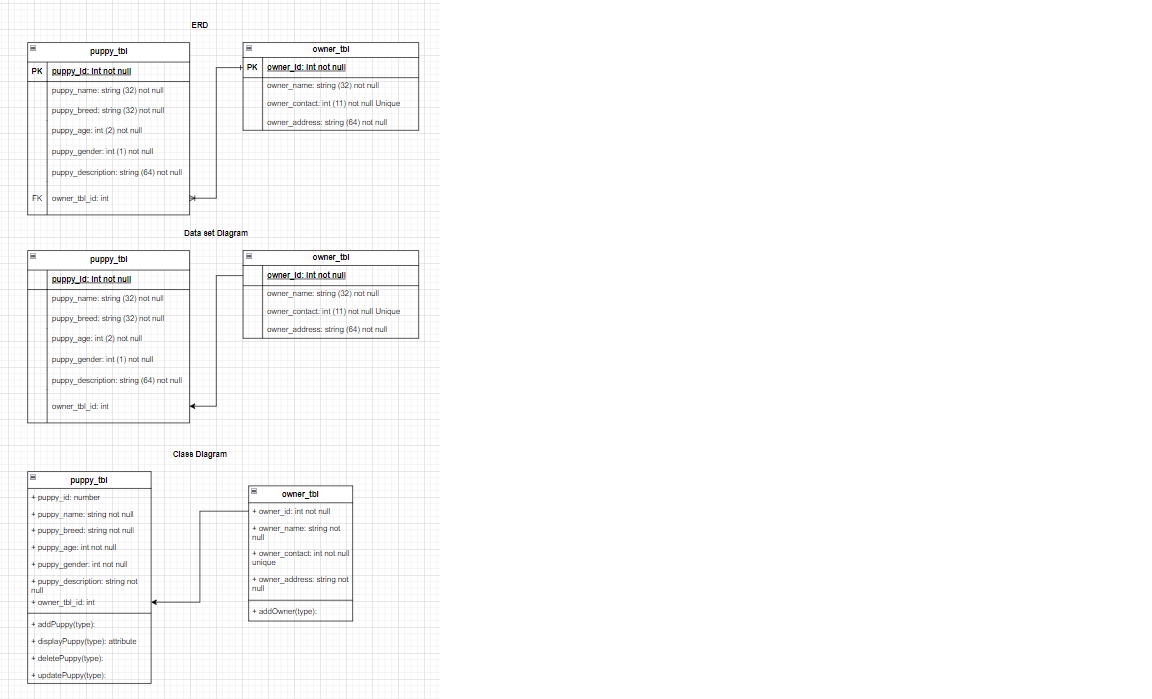 ERD
puppy_tbl
PK puppy_id: int not null
puppy_name: string (32) not null
puppy_breed: string (32) not null
puppy_age: int (2) not null
puppy_gender: int (1) not null
puppy_description: string (64) not null
FK owner_tbl_id: int
owner_tbl
PK owner_id: int not null
owner_name: string (32) not null
owner_contact: int (11) not null Unique
owner_address: string (64) not null
Data set Diagram
puppy_tbl
puppy_id: int not null
puppy_name: string (32) not null
puppy_breed: string (32) not null
puppy_age: int (2) not null
puppy_gender: int (1) not null
puppy_description: string (64) not null
owner_tbl_id: int
owner_tbl
owner_id: int not null
owner_name: string (32) not null
owner_contact: int (11) not null Unique
owner_address: string (64) not null
Class Diagram
puppy_tbl
+ puppy_id: number
+ puppy_name: string not null
+ puppy_breed: string not null
+ puppy_age: int not null
+ puppy_gender: int not null
+ puppy_description: string not
null
+ owner_tbl_id: int
+ addPuppy(type):
+ displayPuppy(type): attribute
+ deletePuppy(type):
+ updatePuppy(type):
owner_tbl
+ owner_id: int not null
+ owner_name: string not
null
+ owner_contact: int not null
unique
+ owner_address: string not
null
+ addOwner(type):